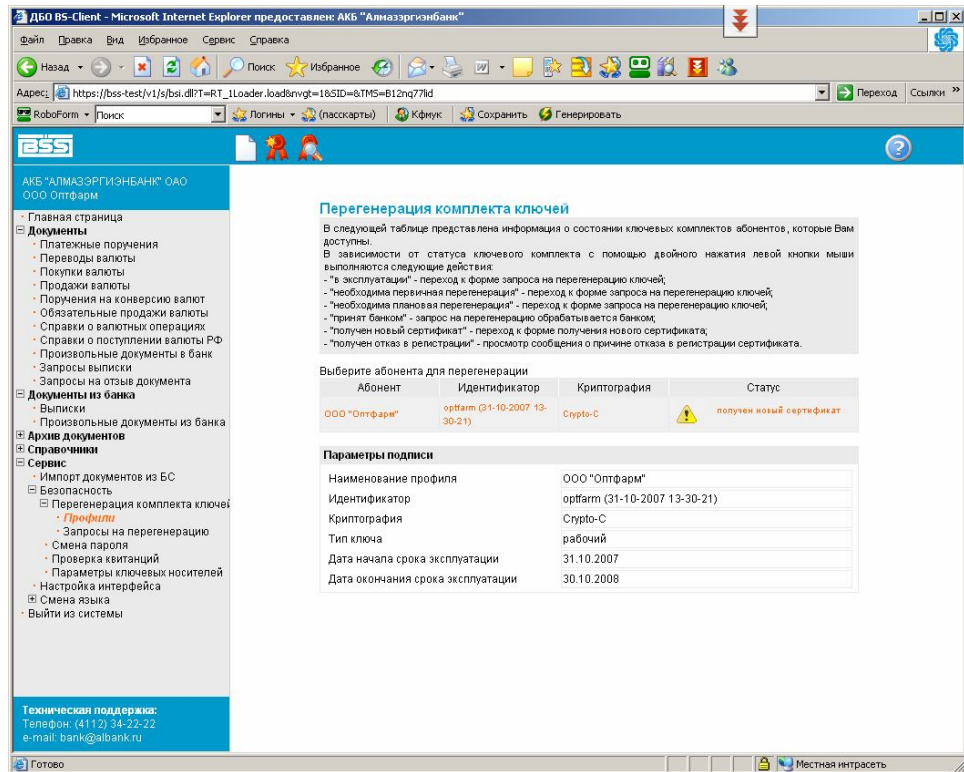 ДБО BS-Client - Microsoft Internet Explorer предоставлен: АКБ "Алмазэргиэнбанк"
Файл Правка Вид Избранное Сервис Справка
Назад Поиск Избранное
Адрес: https://bss-test/v1/s/bsi.dll?T=RT_1Loader.load&nvgt=1&SID=&TMS=B12nq77lid Переход Ссылки »
RoboForm Поиск Логины (пасскарты) Кфмук Сохранить Генерировать
BSS
АКБ "АЛМАЗЭРГИЭНБАНК" ОАО
ООО Оптфарм
Главная страница
Документы
Платежные поручения
Переводы валюты
Покупки валюты
Продажи валюты
Поручения на конверсию валют
Обязательные продажи валюты
Справки о валютных операциях
Справки о поступлении валюты РФ
Произвольные документы в банк
Запросы выписки
Запросы на отзыв документа
Документы из банка
Выписки
Произвольные документы из банка
Архив документов
Справочники
Сервис
Импорт документов из БС
Безопасность
Перегенерация комплекта ключей
Профили
Запросы на перегенерацию
Смена пароля
Проверка квитанций
Параметры ключевых носителей
Настройка интерфейса
Смена языка
Выйти из системы
Техническая поддержка:
Телефон: (4112) 34-22-22
e-mail: bank@albank.ru
Перегенерация комплекта ключей
В следующей таблице представлена информация о состоянии ключевых комплектов абонентов, которые Вам
доступны.
В зависимости от статуса ключевого комплекта с помощью двойного нажатия левой кнопки мыши
выполняются следующие действия:
- "в эксплуатации" - переход к форме запроса на перегенерацию ключей;
- "необходима первичная перегенерация" - переход к форме запроса на перегенерацию ключей;
- "необходима плановая перегенерация" - переход к форме запроса на перегенерацию ключей;
- "принят банком" - запрос на перегенерацию обрабатывается банком;
- "получен новый сертификат" - переход к форме получения нового сертификата;
- "получен отказ в регистрации" - просмотр сообщения о причине отказа в регистрации сертификата.
Выберите абонента для перегенерации
Абонент Идентификатор Криптография Статус
ООО "Оптфарм" optfarm (31-10-2007 13-
30-21) Crypto-C получен новый сертификат
Параметры подписи
Наименование профиля ООО "Оптфарм"
Идентификатор optfarm (31-10-2007 13-30-21)
Криптография Crypto-C
Тип ключа рабочий
Дата начала срока эксплуатации 31.10.2007
Дата окончания срока эксплуатации 30.10.2008
Готово Местная интрасеть